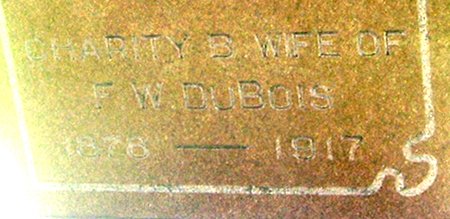 CHARITY B. WIFE OF
F. W. DUBOIS
1876 — 1917